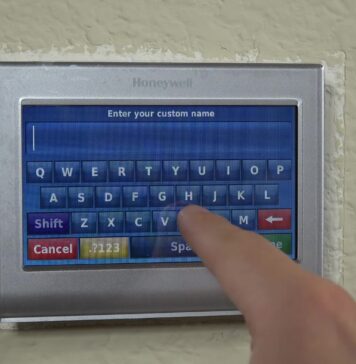 Honeywell
Enter your custom name
Q W E R T Y U I O P
A S D F G H J K L
Shift Z X C V M ←
Cancel .?123